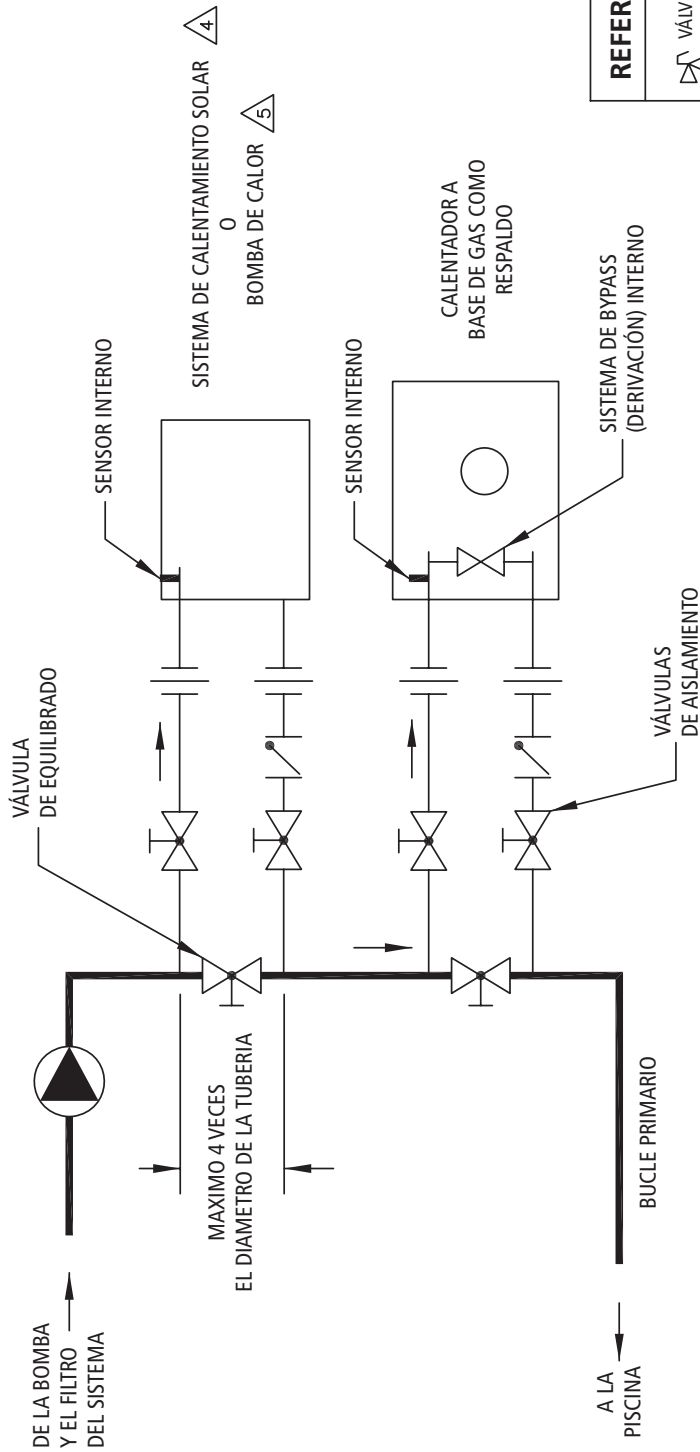 DE LA BOMBA
Y EL FILTRO
DEL SISTEMA
VÁLVULA
DE EQUILIBRADO
SENSOR INTERNO
SISTEMA DE CALENTAMIENTO SOLAR 4
O
BOMBA DE CALOR 5
MAXIMO 4 VECES
EL DIAMETRO DE LA TUBERIA
SENSOR INTERNO
CALENTADOR A
BASE DE GAS COMO
RESPALDO
SISTEMA DE BYPASS
(DERIVACIÓN) INTERNO
VÁLVULAS
DE AISLAMIENTO
BUCLE PRIMARIO
A LA
PISCINA
REFER
VÁLV